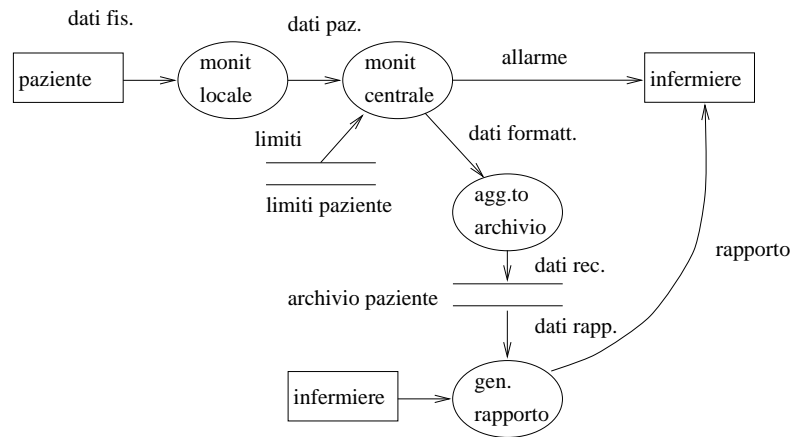 dati fis.
dati paz.
paziente
monit
locale
monit
centrale
allarme
infermiere
limiti
dati formatt.
limiti paziente
agg.to
archivio
rapporto
dati rec.
archivio paziente
dati rapp.
infermiere
gen.
rapporto